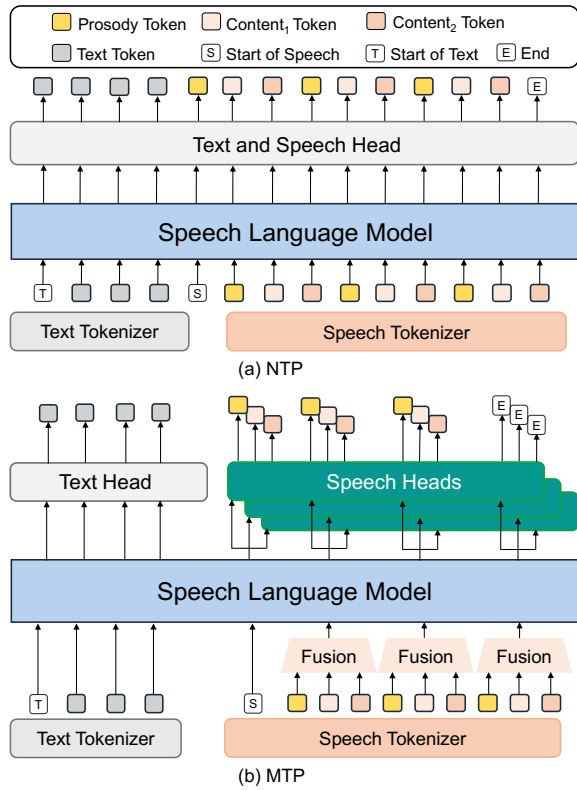 Prosody Token Content₁ Token Content₂ Token
Text Token S Start of Speech T Start of Text E End
E
Text and Speech Head
Speech Language Model
T S
Text Tokenizer Speech Tokenizer
(a) NTP
E
E
E
Text Head Speech Heads
Speech Language Model
Fusion Fusion Fusion
T S
Text Tokenizer Speech Tokenizer
(b) MTP